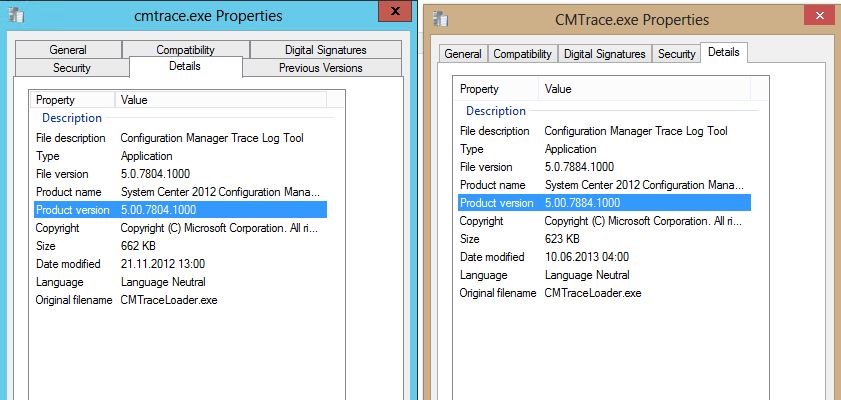 cmtrace.exe Properties
x
General Compatibility Digital Signatures
Security Details Previous Versions
Property Value
Description
File description Configuration Manager Trace Log Tool
Type Application
File version 5.0.7804.1000
Product name System Center 2012 Configuration Mana...
Product version 5.00.7804.1000
Copyright Copyright (C) Microsoft Corporation. All ri...
Size 662 KB
Date modified 21.11.2012 13:00
Language Language Neutral
Original filename CMTraceLoader.exe
CMTrace.exe Properties
x
General Compatibility Digital Signatures Security Details
Property Value
Description
File description Configuration Manager Trace Log Tool
Type Application
File version 5.0.7884.1000
Product name System Center 2012 Configuration Mana...
Product version 5.00.7884.1000
Copyright Copyright (C) Microsoft Corporation. All ri...
Size 623 KB
Date modified 10.06.2013 04:00
Language Language Neutral
Original filename CMTraceLoader.exe